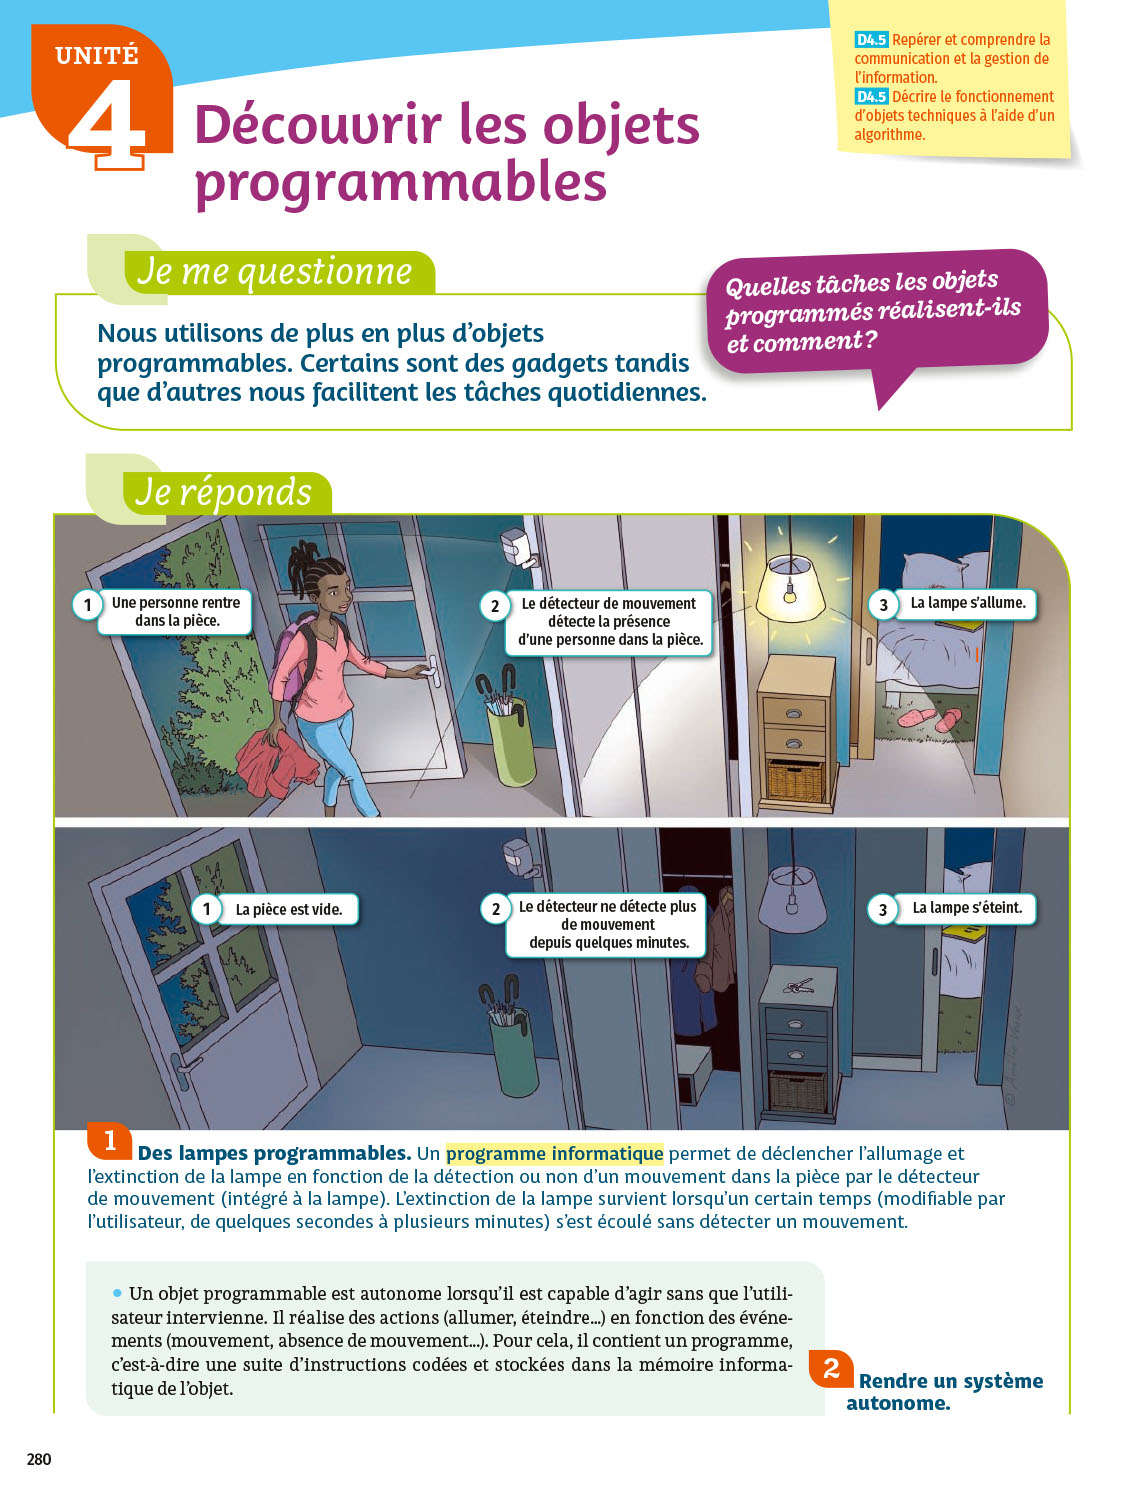 UNITÉ
4
Découvrir les objets
programmables
D4.5 Repérer et comprendre la
communication et la gestion de
l'information.
D4.5 Décrire le fonctionnement
d'objets techniques à l'aide d'un
algorithme.
Je me questionne
Nous utilisons de plus en plus d'objets
programmables. Certains sont des gadgets tandis
que d'autres nous facilitent les tâches quotidiennes.
Quelles tâches les objets
programmés réalisent-ils
et comment ?
Je réponds
1 Une personne rentre
dans la pièce.
2 Le détecteur de mouvement
détecte la présence
d'une personne dans la pièce.
3 La lampe s'allume.
1 La pièce est vide.
2 Le détecteur ne détecte plus
de mouvement
depuis quelques minutes.
3 La lampe s'éteint.
1 Des lampes programmables. Un programme informatique permet de déclencher l'allumage et
l'extinction de la lampe en fonction de la détection ou non d'un mouvement dans la pièce par le détecteur
de mouvement (intégré à la lampe). L'extinction de la lampe survient lorsqu'un certain temps (modifiable par
l'utilisateur, de quelques secondes à plusieurs minutes) s'est écoulé sans détecter un mouvement.
• Un objet programmable est autonome lorsqu'il est capable d'agir sans que l'utili-
sateur intervienne. Il réalise des actions (allumer, éteindre...) en fonction des événe-
ments (mouvement, absence de mouvement...). Pour cela, il contient un programme,
c'est-à-dire une suite d'instructions codées et stockées dans la mémoire informa-
tique de l'objet.
2 Rendre un système
autonome.
280